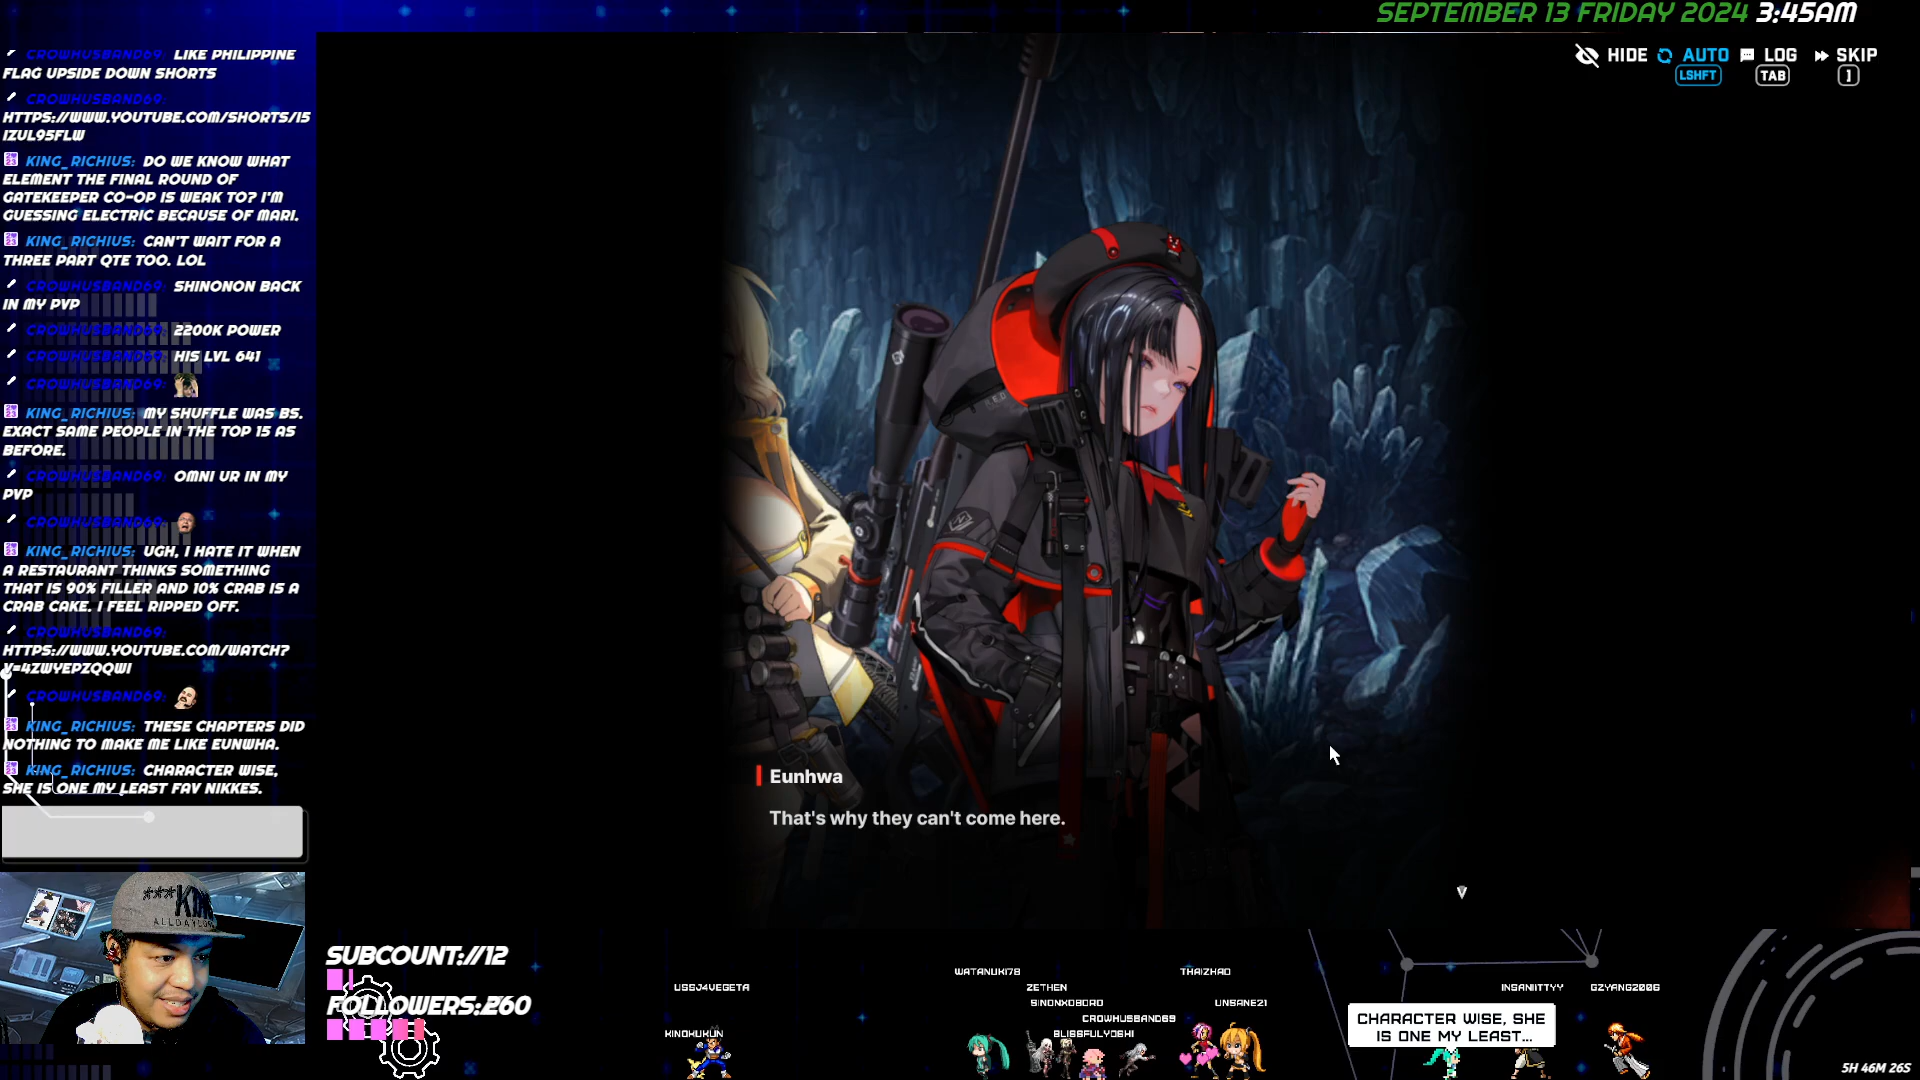 SEPTEMBER 13 FRIDAY 2024 3:45AM
HIDE AUTO LOG SKIP
LSHFT TAB ]
CROWHUSBAND69: LIKE PHILIPPINE
FLAG UPSIDE DOWN SHORTS
CROWHUSBAND69:
HTTPS://WWW.YOUTUBE.COM/SHORTS/I5
IZUL95FLW
KING_RICHIUS: DO WE KNOW WHAT
ELEMENT THE FINAL ROUND OF
GATEKEEPER CO-OP IS WEAK TO? I'M
GUESSING ELECTRIC BECAUSE OF MARI.
KING_RICHIUS: CAN'T WAIT FOR A
THREE PART QTE TOO. LOL
CROWHUSBAND69: SHINONON BACK
IN MY PVP
CROWHUSBAND69: 2200K POWER
CROWHUSBAND69: HIS LVL 641
CROWHUSBAND69:
KING_RICHIUS: MY SHUFFLE WAS BS.
EXACT SAME PEOPLE IN THE TOP 15 AS
BEFORE.
CROWHUSBAND69: OMNI UR IN MY
PVP
CROWHUSBAND69:
KING_RICHIUS: UGH, I HATE IT WHEN
A RESTAURANT THINKS SOMETHING
THAT IS 90% FILLER AND 10% CRAB IS A
CRAB CAKE. I FEEL RIPPED OFF.
CROWHUSBAND69:
HTTPS://WWW.YOUTUBE.COM/WATCH?
V=4ZWYEPZQQWI
CROWHUSBAND69:
KING_RICHIUS: THESE CHAPTERS DID
NOTHING TO MAKE ME LIKE EUNWHA.
KING_RICHIUS: CHARACTER WISE,
SHE IS ONE MY LEAST FAV NIKKES.
Eunhwa
That's why they can't come here.
ALLDAY
SUBCOUNT://12
FOLLOWERS:260
USSJ4VEGETA
KINOKUKUN
WATANUKI78
ZETHEN
SINONXOBORO
CROWHUSBAND69
BLISSFULYOSHI
THAIZHAO
UNSANE21
INSANIITTYY
GZYANG2006
CHARACTER WISE, SHE
IS ONE MY LEAST...
5H 46M 26S